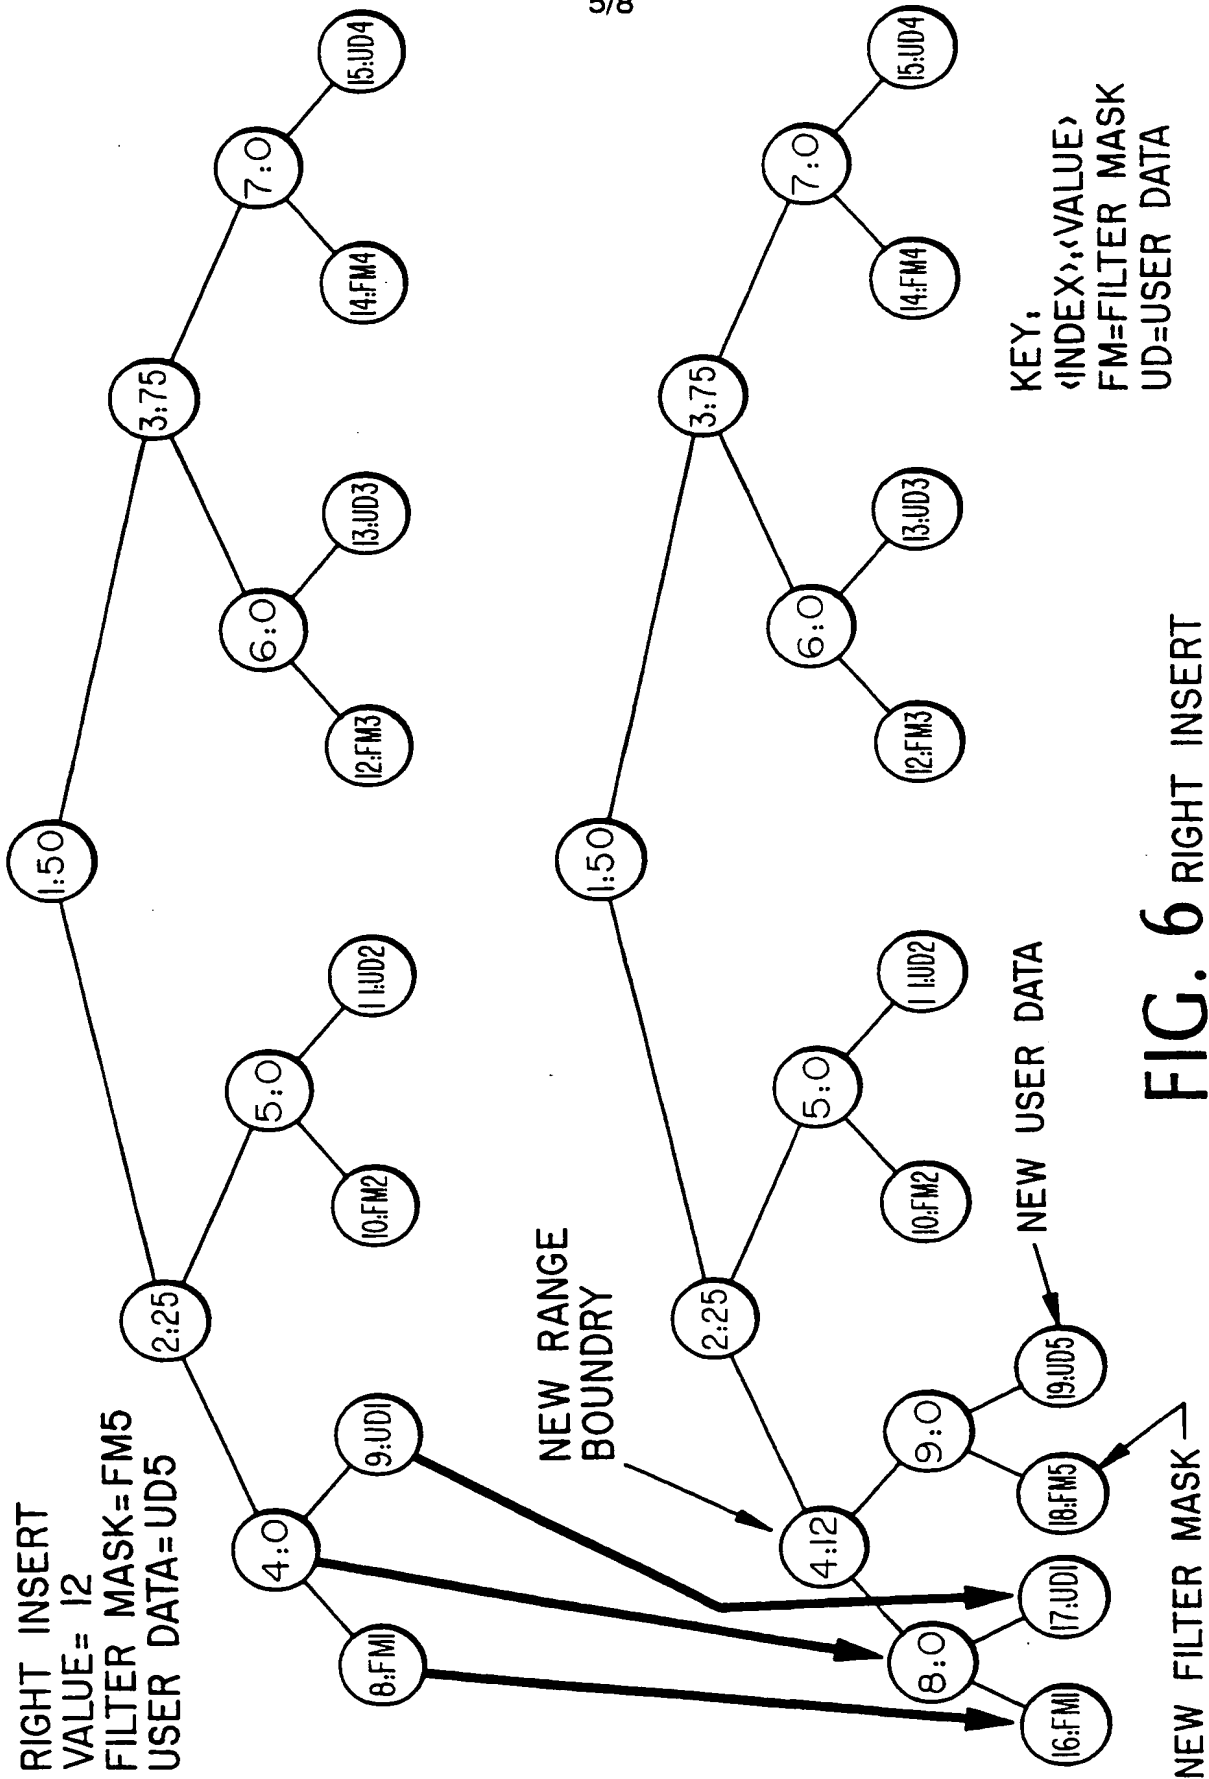 5/8
RIGHT INSERT
VALUE= 12
FILTER MASK=FM5
USER DATA=UD5
1:50
2:25
3:75
4:0
5:0
6:0
7:0
8:FM1
9:UD1
10:FM2
11:UD2
12:FM3
13:UD3
14:FM4
15:UD4
NEW RANGE
BOUNDRY
1:50
2:25
3:75
4:12
5:0
6:0
7:0
8:0
9:0
10:FM2
11:UD2
12:FM3
13:UD3
14:FM4
15:UD4
16:FM1
17:UD1
18:FM5
19:UD5
NEW USER DATA
NEW FILTER MASK
KEY:
<INDEX>:<VALUE>
FM=FILTER MASK
UD=USER DATA
FIG. 6 RIGHT INSERT